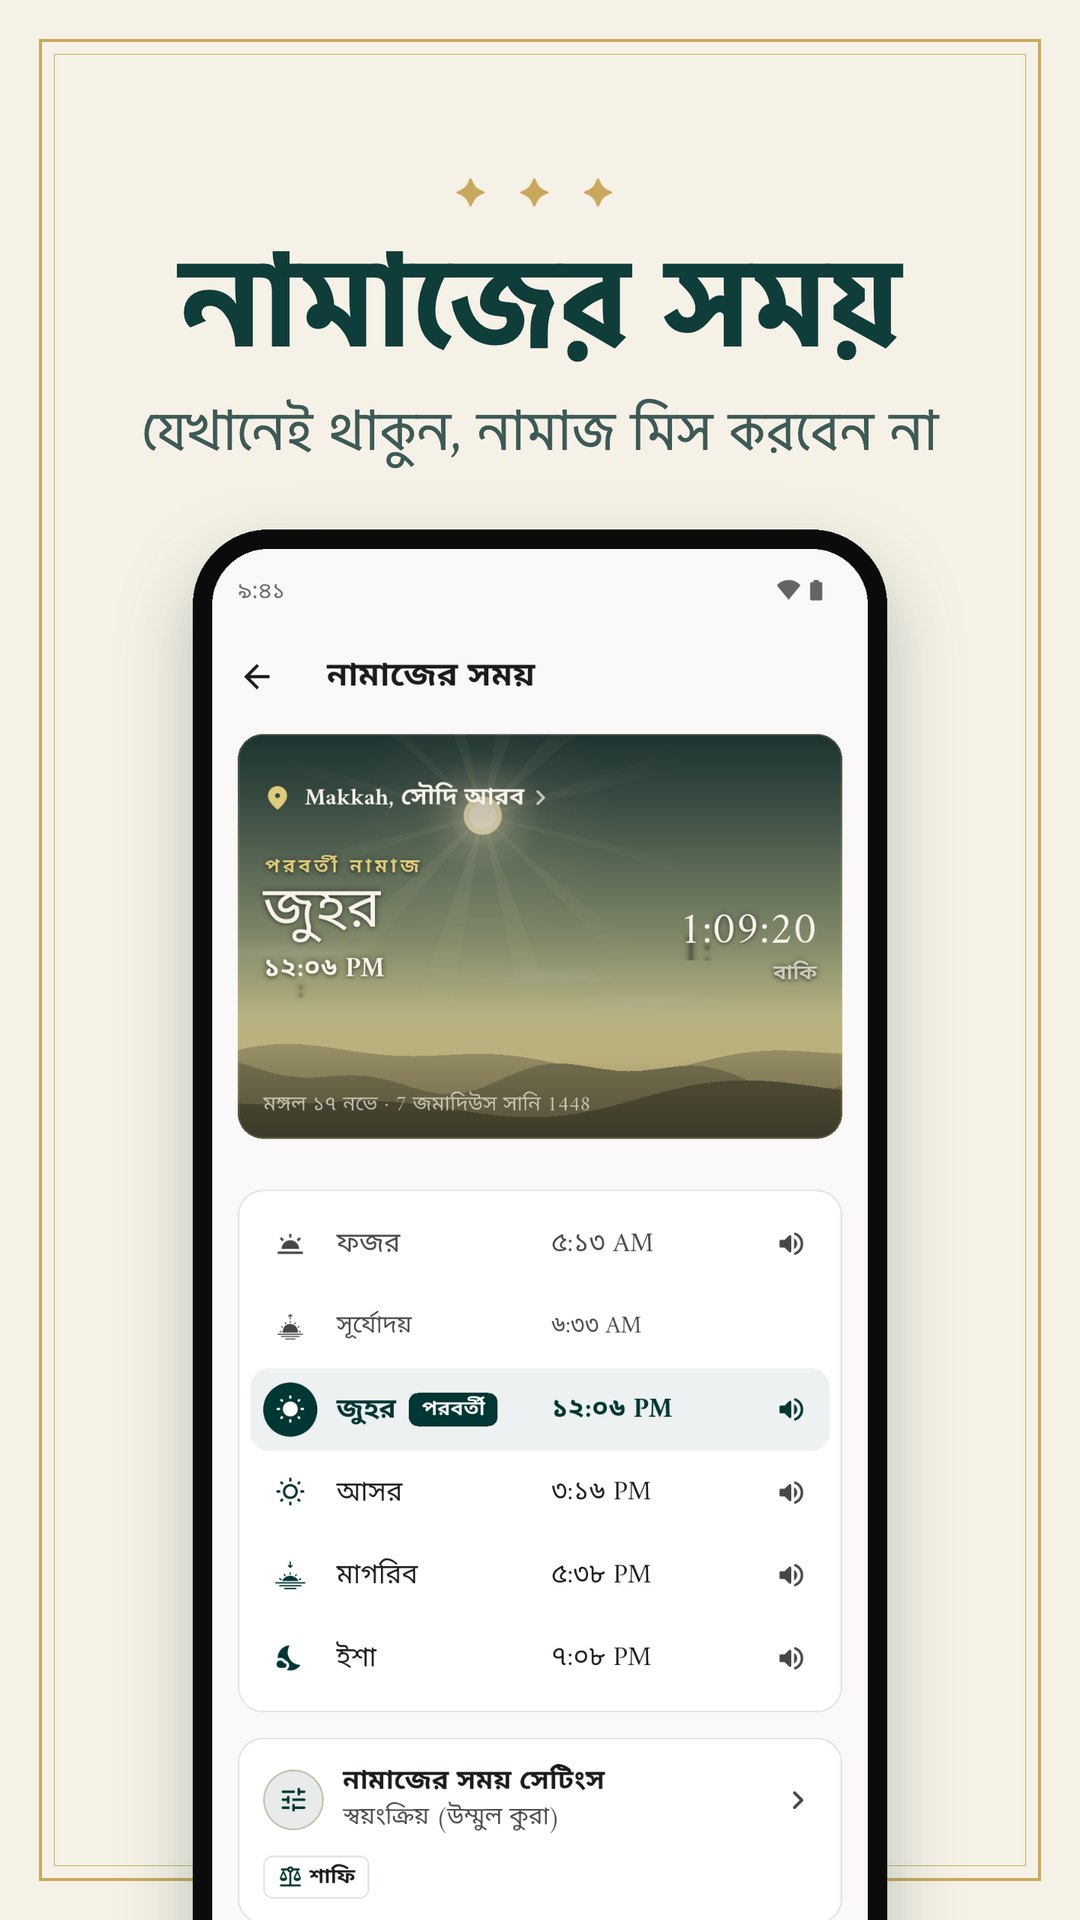 নামাজের সময়
যেখানেই থাকুন, নামাজ মিস করবেন না
৯:৪১
নামাজের সময়
Makkah, সৌদি আরব
পরবর্তী নামাজ
জুহর
১২:০৬ PM
1:09:20
বাকি
মঙ্গল ১৭ নভে · 7 জমাদিউস সানি 1448
ফজর ৫:১৩ AM
সূর্যোদয় ৬:৩৩ AM
জুহর পরবর্তী ১২:০৬ PM
আসর ৩:১৬ PM
মাগরিব ৫:৩৮ PM
ইশা ৭:০৮ PM
নামাজের সময় সেটিংস
স্বয়ংক্রিয় (উম্মুল কুরা)
শাফি